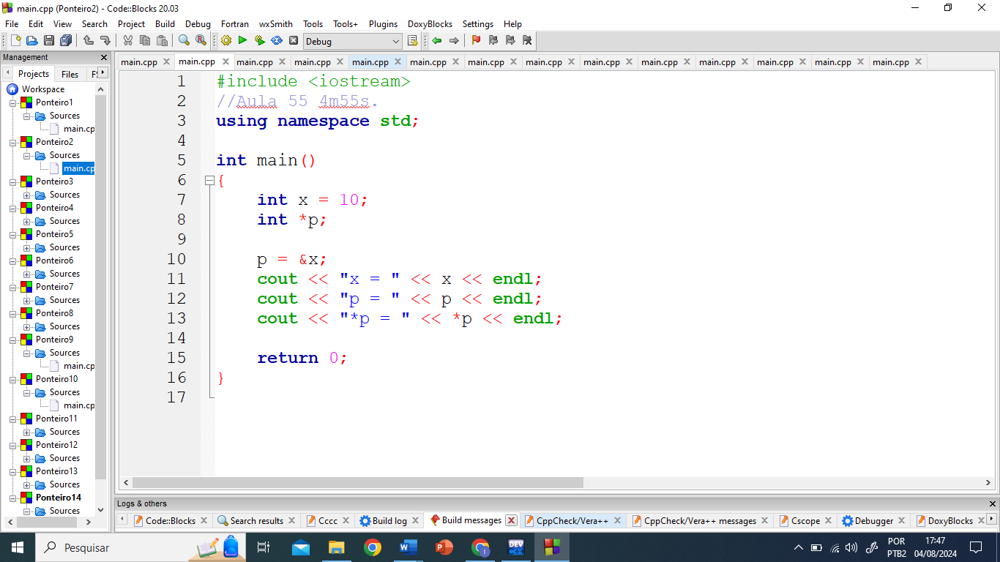 main.cpp (Ponteiro2) - Code::Blocks 20.03
File Edit View Search Project Build Debug Fortran wxSmith Tools Tools+ Plugins DoxyBlocks Settings Help
Debug
Management
Projects Files
Workspace
Ponteiro1
Sources
main.cp
Ponteiro2
Sources
main.cp
Ponteiro3
Sources
Ponteiro4
Sources
Ponteiro5
Sources
Ponteiro6
Sources
Ponteiro7
Sources
Ponteiro8
Sources
Ponteiro9
Sources
main.cp
Ponteiro10
Sources
main.cp
Ponteiro11
Sources
Ponteiro12
Sources
Ponteiro13
Sources
Ponteiro14
Sources
main.cpp main.cpp main.cpp main.cpp main.cpp main.cpp main.cpp main.cpp main.cpp main.cpp main.cpp main.cpp main.cpp main.cpp
1 #include <iostream>
2 //Aula 55 4m55s.
3 using namespace std;
4
5 int main()
6 {
7     int x = 10;
8     int *p;
9
10     p = &x;
11     cout << "x = " << x << endl;
12     cout << "p = " << p << endl;
13     cout << "*p = " << *p << endl;
14
15     return 0;
16 }
17
Logs & others
Code::Blocks Search results Cccc Build log Build messages CppCheck/Vera++ CppCheck/Vera++ messages Cscope Debugger DoxyBlocks
Pesquisar
DEV
POR
PTB2
17:47
04/08/2024